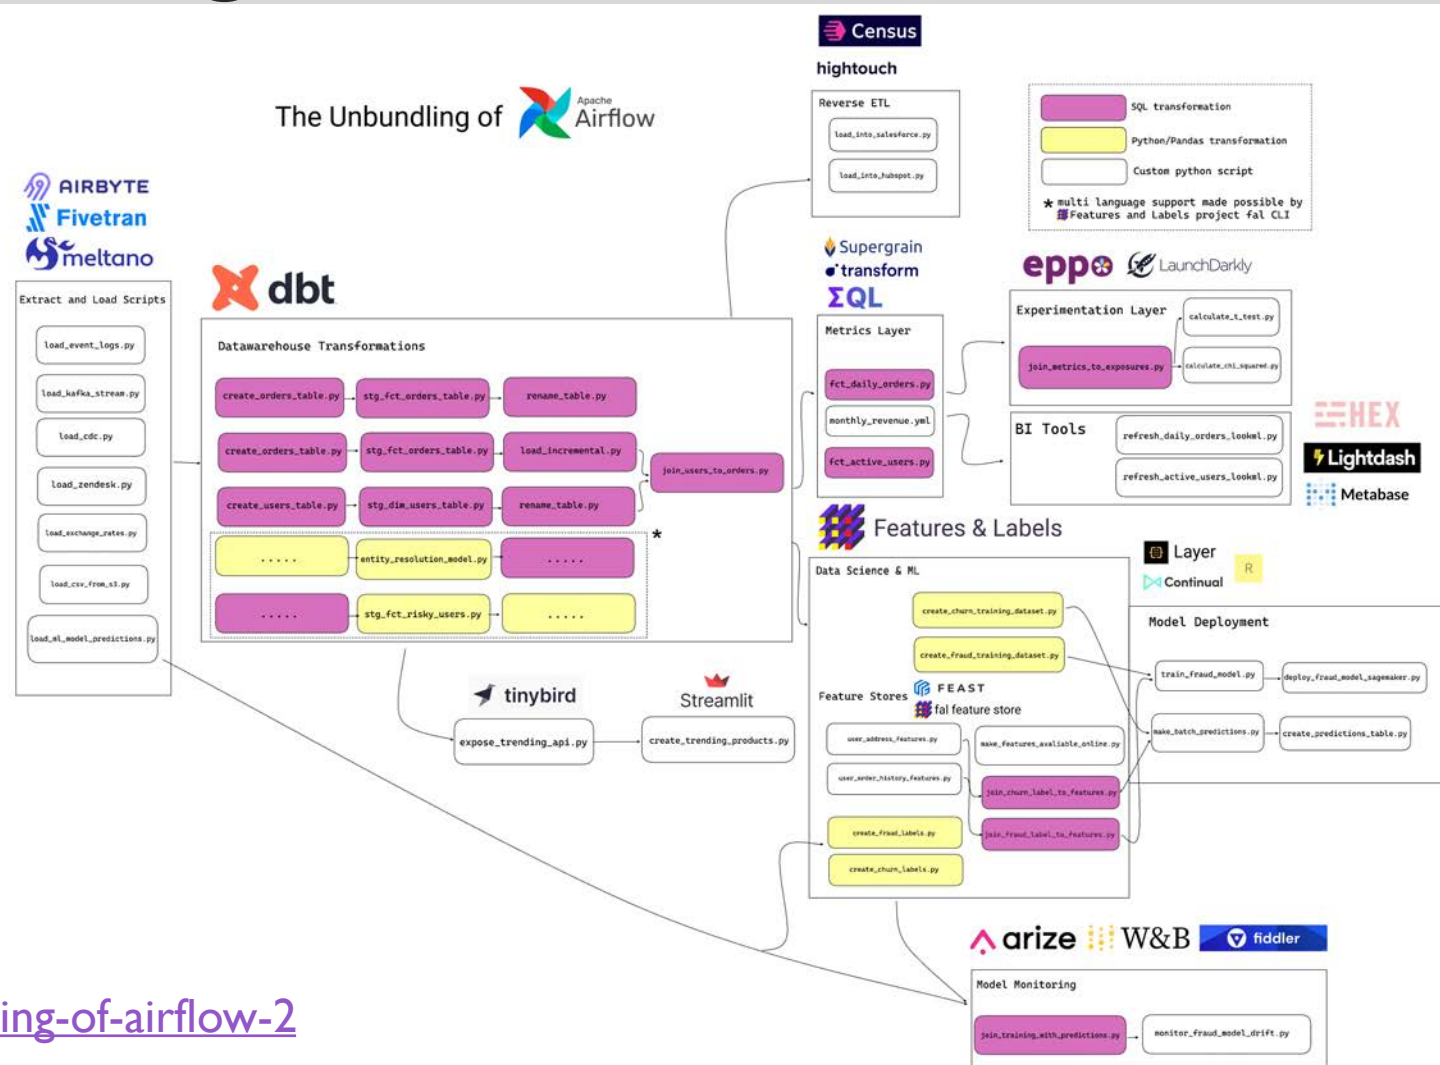 Census
hightouch
Reverse ETL
load_into_salesforce.py
load_into_hubspot.py
The Unbundling of Apache Airflow
SQL transformation
Python/Pandas transformation
Custom python script
* multi language support made possible by
Features and Labels project fal CLI
AIRBYTE
Fivetran
meltano
Extract and Load Scripts
load_event_logs.py
load_kafka_stream.py
load_cdc.py
load_zendesk.py
load_exchange_rates.py
load_csv_from_s3.py
load_ml_model_predictions.py
dbt
Datawarehouse Transformations
create_orders_table.py
stg_fct_orders_table.py
rename_table.py
create_orders_table.py
stg_fct_orders_table.py
load_incremental.py
join_users_to_orders.py
create_users_table.py
stg_dim_users_table.py
rename_table.py
*
.....
entity_resolution_model.py
.....
.....
stg_fct_risky_users.py
.....
tinybird
expose_trending_api.py
Streamlit
create_trending_products.py
Supergrain
transform
ΣQL
Metrics Layer
fct_daily_orders.py
monthly_revenue.yml
fct_active_users.py
eppo
LaunchDarkly
Experimentation Layer
calculate_t_test.py
join_metrics_to_exposures.py
calculate_chi_squared.py
BI Tools
refresh_daily_orders_lookml.py
refresh_active_users_lookml.py
HEX
Lightdash
Metabase
Features & Labels
Data Science & ML
create_churn_training_dataset.py
create_fraud_training_dataset.py
Feature Stores
FEAST
fal feature store
user_address_features.py
make_features_avaliable_online.py
user_order_history_features.py
join_churn_label_to_features.py
create_fraud_labels.py
join_fraud_label_to_features.py
create_churn_labels.py
Layer
Continual
R
Model Deployment
train_fraud_model.py
deploy_fraud_model_sagemaker.py
make_batch_predictions.py
create_predictions_table.py
arize
W&B
fiddler
Model Monitoring
join_training_with_predictions.py
monitor_fraud_model_drift.py
ing-of-airflow-2